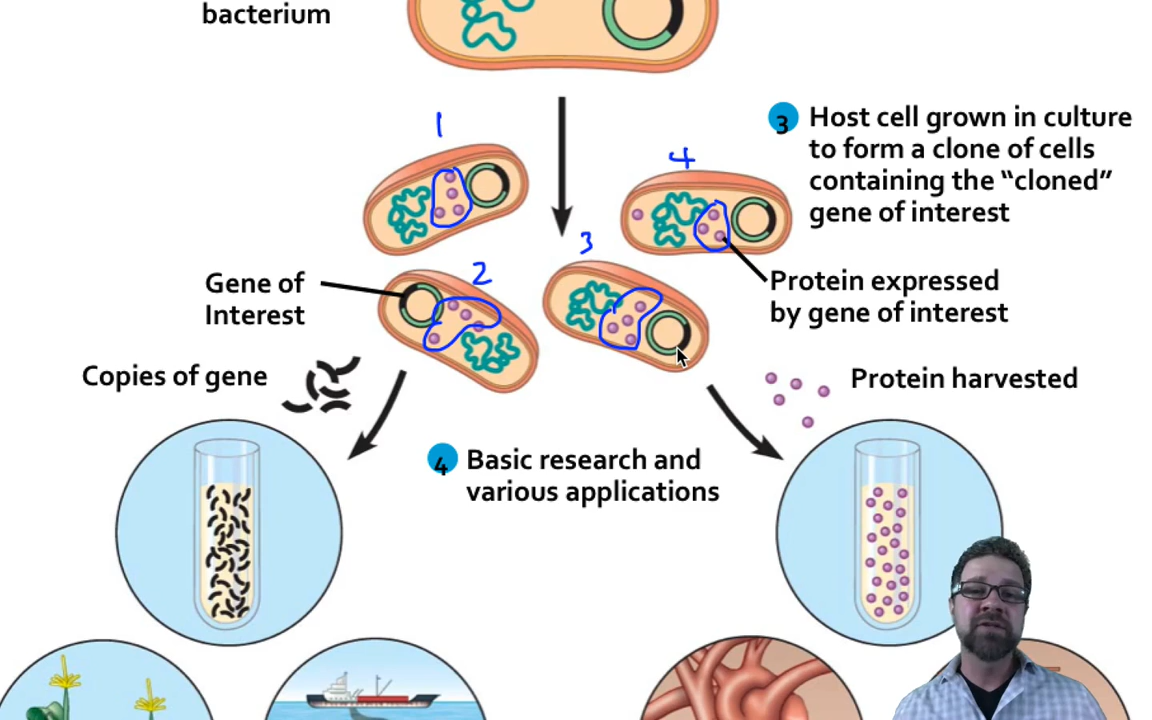 bacterium
1
4
3 Host cell grown in culture
to form a clone of cells
containing the “cloned”
gene of interest
3
2
Gene of
Interest
Protein expressed
by gene of interest
Copies of gene
Protein harvested
4 Basic research and
various applications